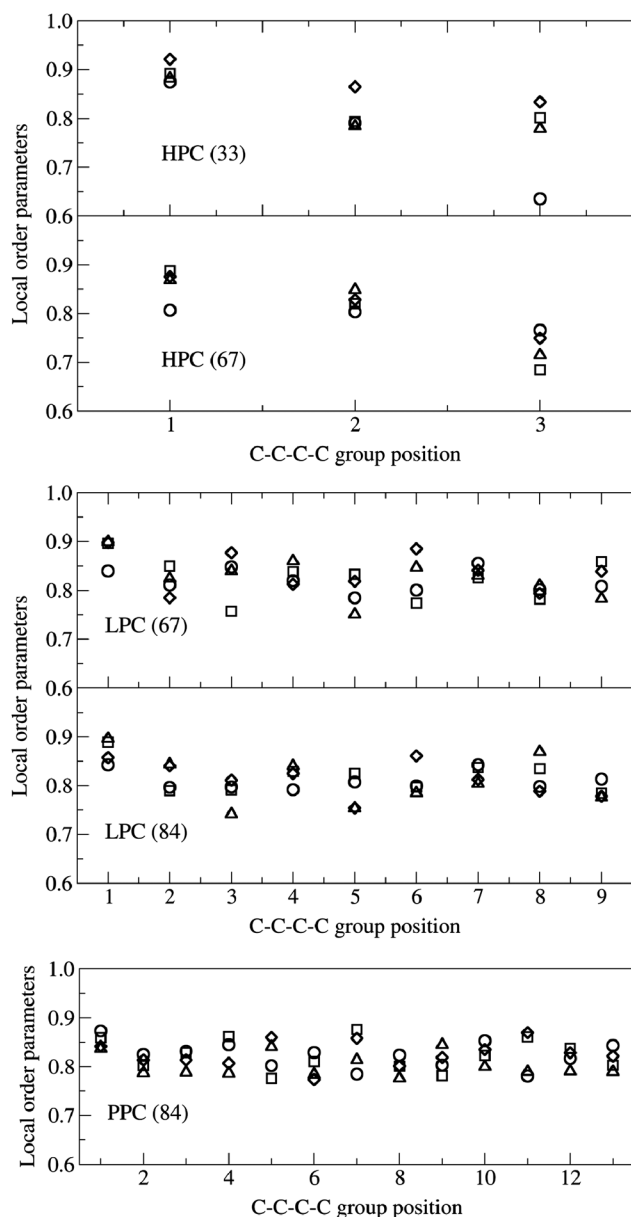 1.0
0.9
0.8
0.7
0.6
HPC (33)
0.9
0.8
0.7
0.6
HPC (67)
1 2 3
C-C-C-C group position
Local order parameters
1.0
0.9
0.8
0.7
0.6
LPC (67)
0.9
0.8
0.7
0.6
LPC (84)
1 2 3 4 5 6 7 8 9
C-C-C-C group position
Local order parameters
1.0
0.9
0.8
0.7
0.6
PPC (84)
2 4 6 8 10 12
C-C-C-C group position
Local order parameters